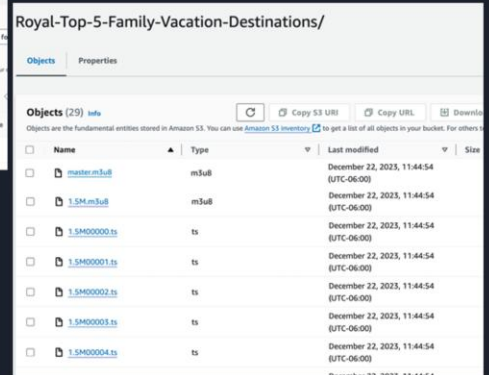 Royal-Top-5-Family-Vacation-Destinations/
Objects Properties
Objects (29) Info Copy S3 URI Copy URL
Objects are the fundamental entities stored in Amazon S3. You can use Amazon S3 inventory to get a list of all objects in your bucket. For others
Name Type Last modified Size
master.m3u8 m3u8 December 22, 2023, 11:44:54
(UTC-06:00)
1.5M.m3u8 m3u8 December 22, 2023, 11:44:54
(UTC-06:00)
1.5M00000.ts ts December 22, 2023, 11:44:54
(UTC-06:00)
1.5M00001.ts ts December 22, 2023, 11:44:54
(UTC-06:00)
1.5M00002.ts ts December 22, 2023, 11:44:54
(UTC-06:00)
1.5M00003.ts ts December 22, 2023, 11:44:54
(UTC-06:00)
1.5M00004.ts ts December 22, 2023, 11:44:54
(UTC-06:00)